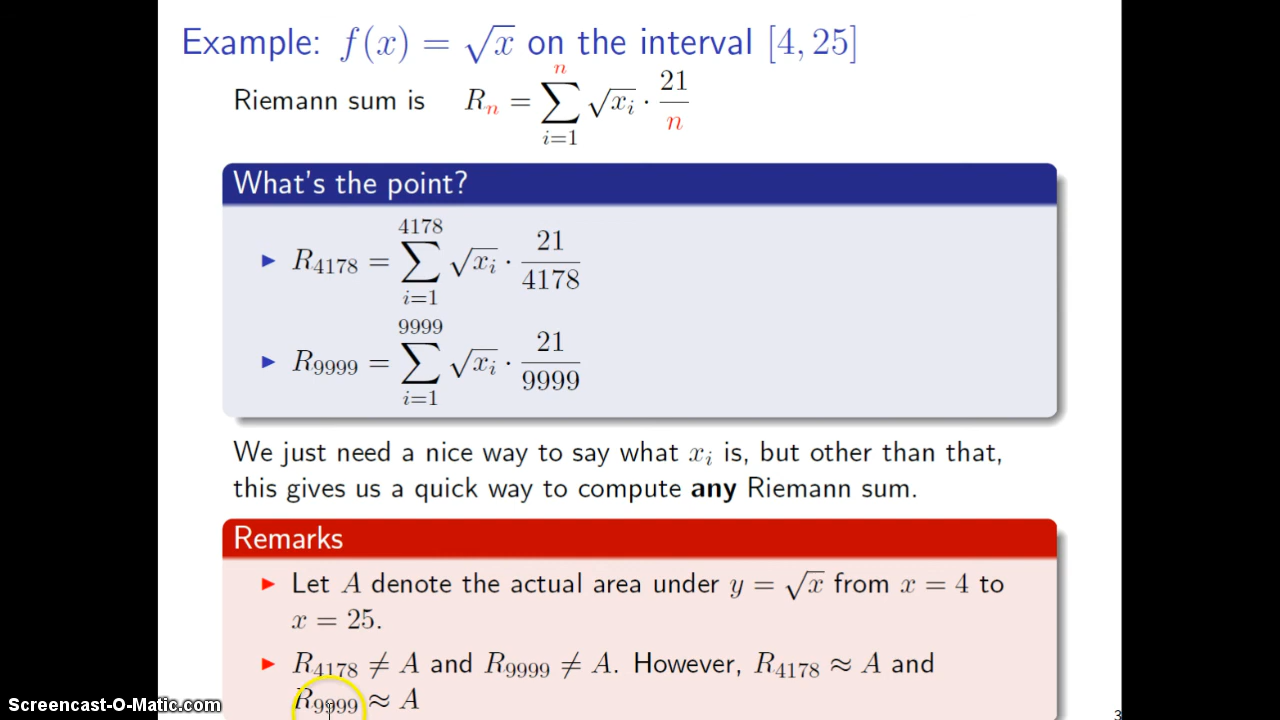 Example: f(x) = √x on the interval [4, 25]
Riemann sum is R_n = ∑_{i=1}^{n} √x_i · 21/n
What's the point?
▶ R_4178 = ∑_{i=1}^{4178} √x_i · 21/4178
▶ R_9999 = ∑_{i=1}^{9999} √x_i · 21/9999
We just need a nice way to say what x_i is, but other than that,
this gives us a quick way to compute any Riemann sum.
Remarks
▶ Let A denote the actual area under y = √x from x = 4 to
x = 25.
▶ R_4178 ≠ A and R_9999 ≠ A. However, R_4178 ≈ A and
R_9999 ≈ A
Screencast-O-Matic.com
3